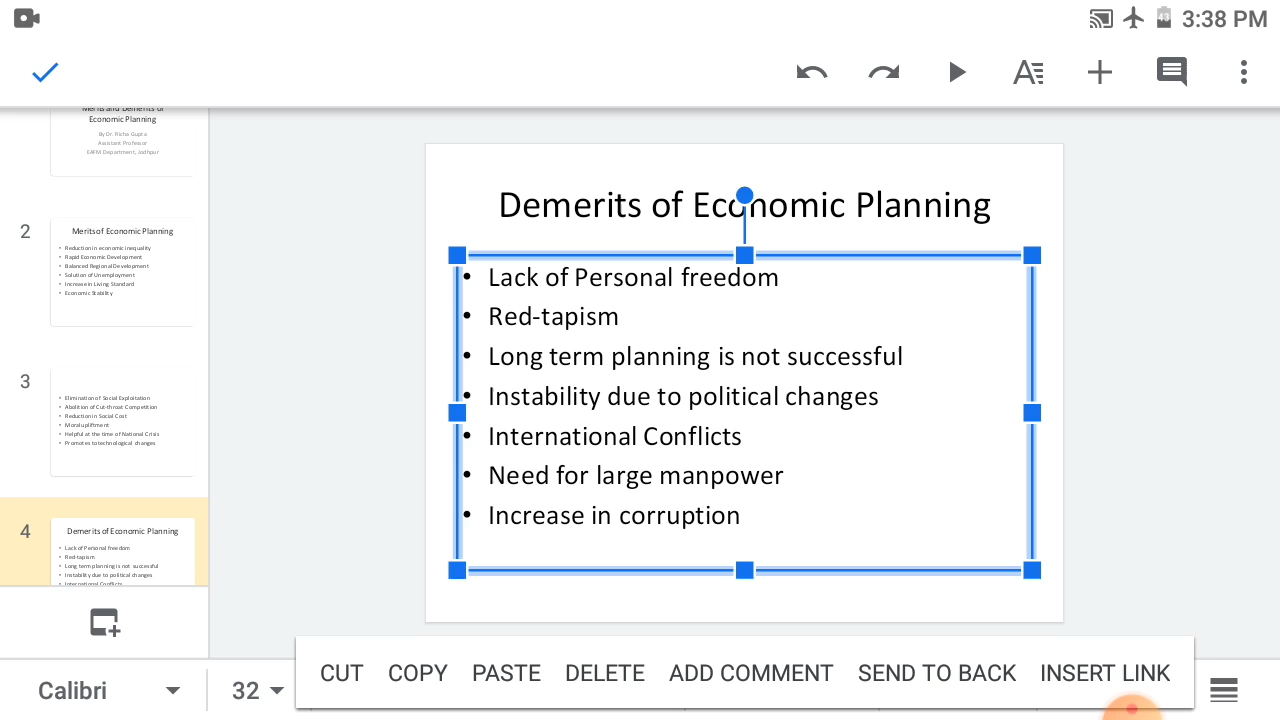 43 3:38 PM
Merits and Demerits of
Economic Planning
By Dr. Richa Gupta
Assistant Professor
EAFM Department, Jodhpur
2
Merits of Economic Planning
• Reduction in economic inequality
• Rapid Economic Development
• Balanced Regional Development
• Solution of Unemployment
• Increase in Living Standard
• Economic Stability
3
• Elimination of Social Exploitation
• Abolition of Cut-throat Competition
• Reduction in Social Cost
• Moral upliftment
• Helpful at the time of National Crisis
• Promotes to technological changes
4
Demerits of Economic Planning
• Lack of Personal freedom
• Red-tapism
• Long term planning is not successful
• Instability due to political changes
• International Conflicts
Demerits of Economic Planning
• Lack of Personal freedom
• Red-tapism
• Long term planning is not successful
• Instability due to political changes
• International Conflicts
• Need for large manpower
• Increase in corruption
CUT COPY PASTE DELETE ADD COMMENT SEND TO BACK INSERT LINK
Calibri 32